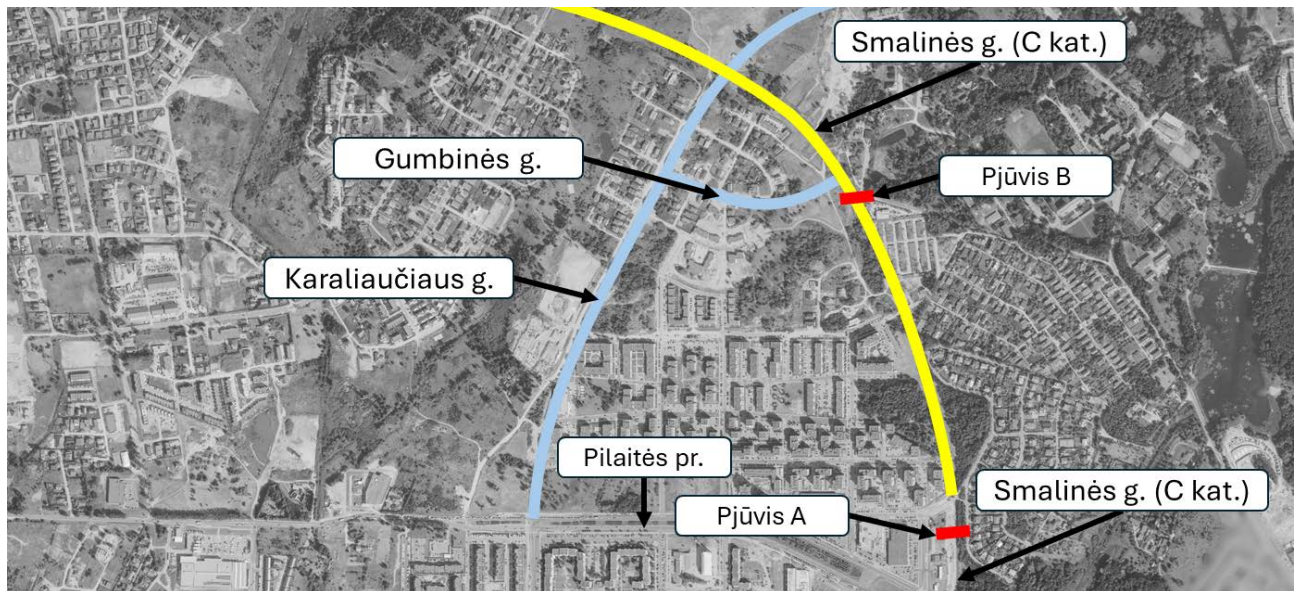 Smalinės g. (C kat.)
Gumbinės g.
Pjūvis B
Karaliaučiaus g.
Pilaitės pr.
Smalinės g. (C kat.)
Pjūvis A